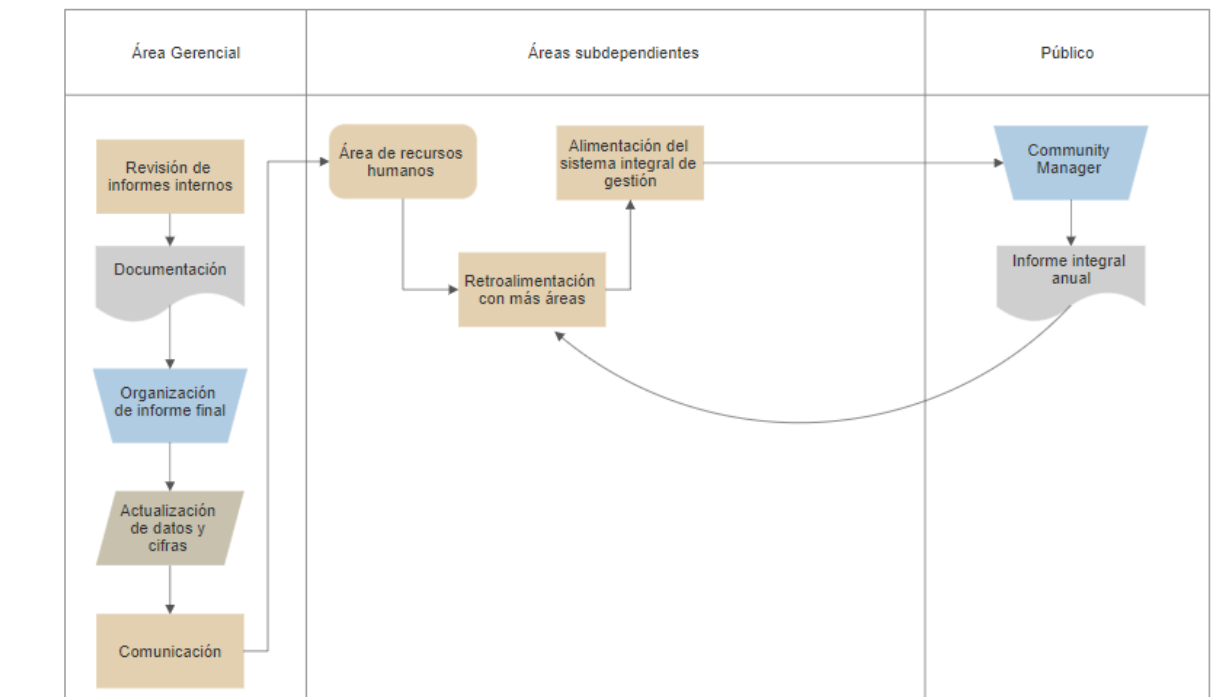 Área Gerencial
Áreas subdependientes
Público
Revisión de
informes internos
Documentación
Organización
de informe final
Actualización
de datos y
cifras
Comunicación
Área de recursos
humanos
Retroalimentación
con más áreas
Alimentación del
sistema integral de
gestión
Community
Manager
Informe integral
anual